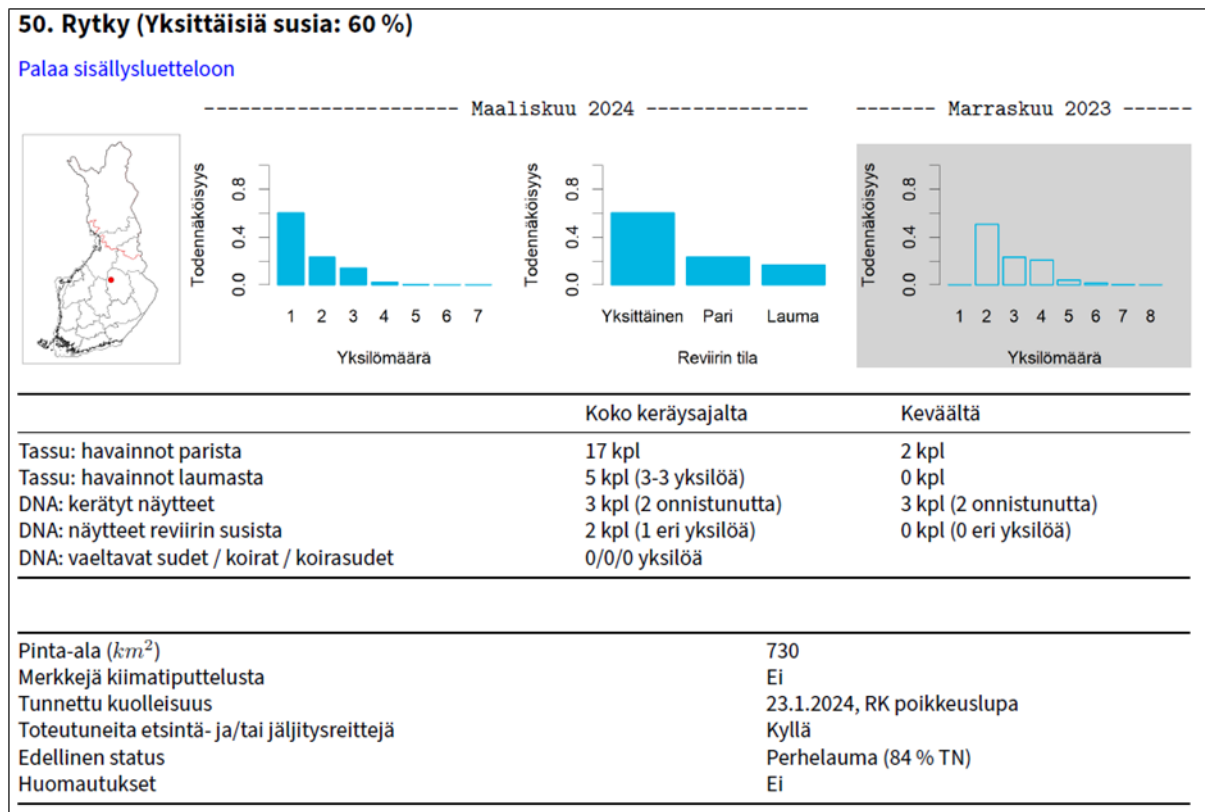 50. Rytky (Yksittäisiä susia: 60 %)
Palaa sisällysluetteloon
--------------------- Maaliskuu 2024 -------------
------- Marraskuu 2023 ------
Todennäköisyys
0.0 0.4 0.8
1 2 3 4 5 6 7
Yksilömäärä
Todennäköisyys
0.0 0.4 0.8
Yksittäinen Pari Lauma
Reviirin tila
Todennäköisyys
0.0 0.4 0.8
1 2 3 4 5 6 7 8
Yksilömäärä
Koko keräysajalta Keväältä
Tassu: havainnot parista 17 kpl 2 kpl
Tassu: havainnot laumasta 5 kpl (3-3 yksilöä) 0 kpl
DNA: kerätyt näytteet 3 kpl (2 onnistunutta) 3 kpl (2 onnistunutta)
DNA: näytteet reviirin susista 2 kpl (1 eri yksilöä) 0 kpl (0 eri yksilöä)
DNA: vaeltavat sudet / koirat / koirasudet 0/0/0 yksilöä
Pinta-ala (km²) 730
Merkkejä kiimatiputtelusta Ei
Tunnettu kuolleisuus 23.1.2024, RK poikkeuslupa
Toteutuneita etsintä- ja/tai jäljitysreittejä Kyllä
Edellinen status Perhelauma (84 % TN)
Huomautukset Ei